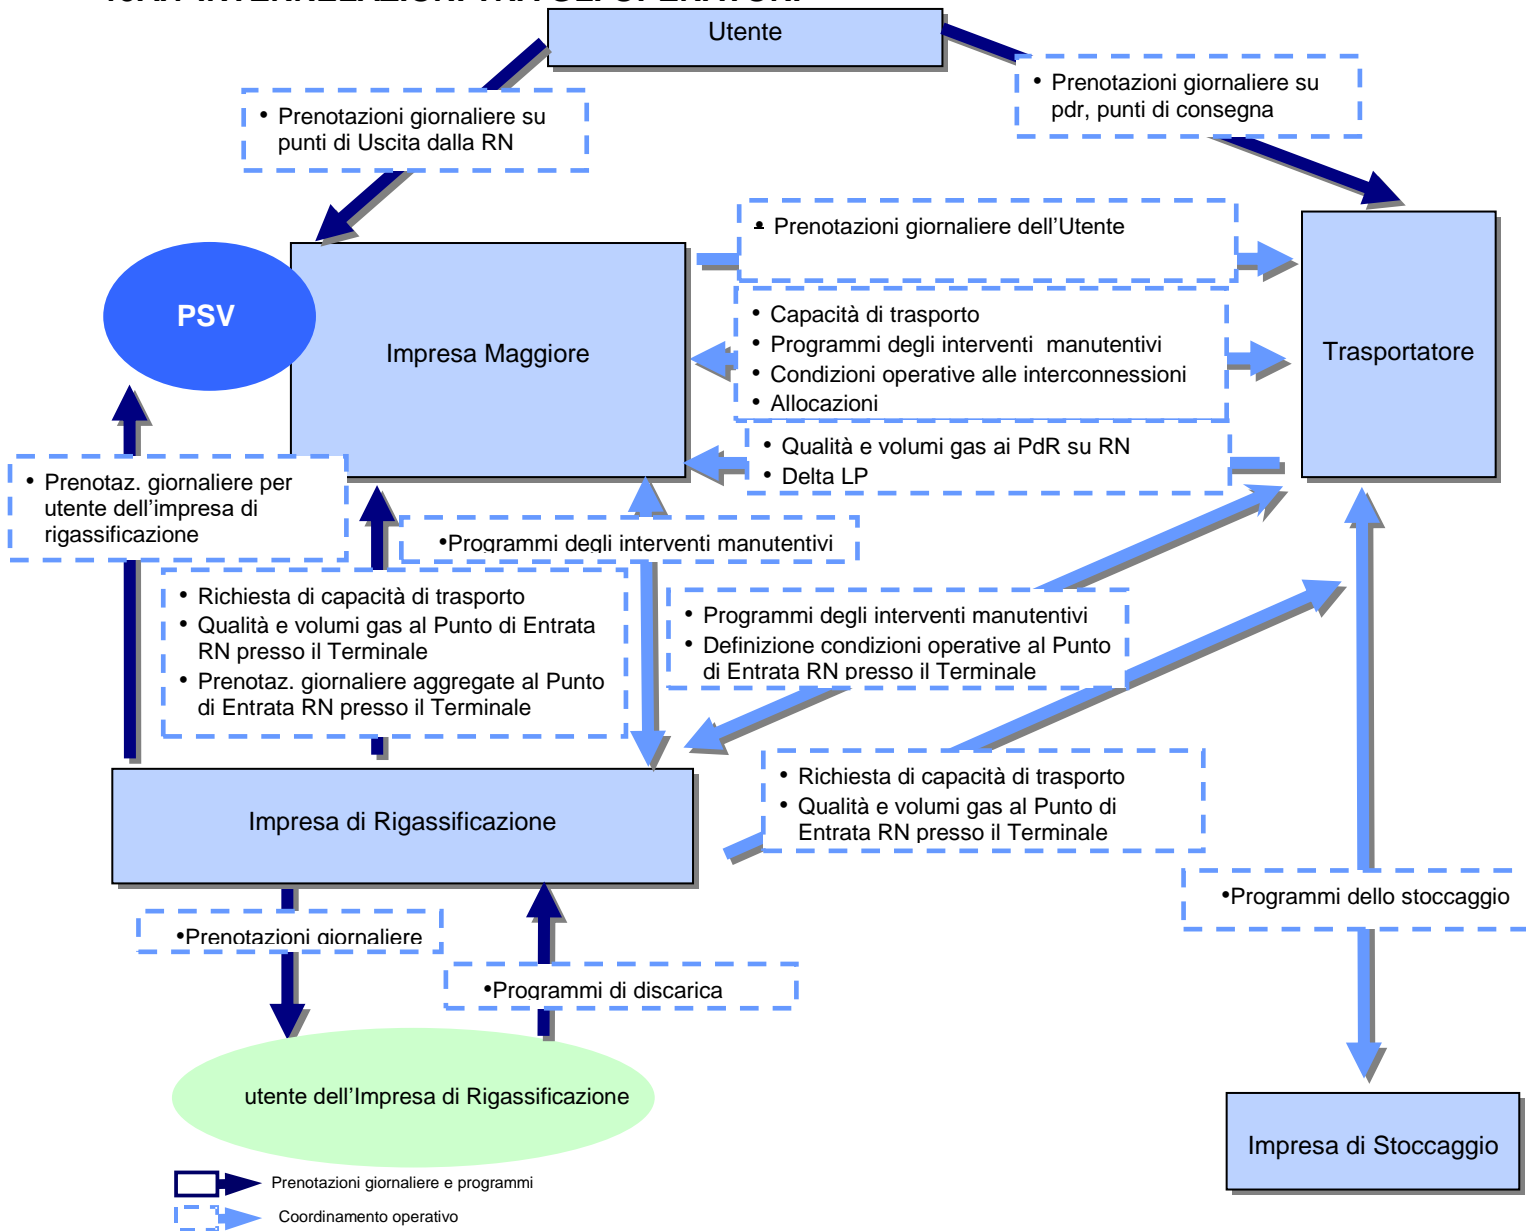 Utente
• Prenotazioni giornaliere su
punti di Uscita dalla RN
• Prenotazioni giornaliere su
pdr, punti di consegna
• Prenotazioni giornaliere dell’Utente
PSV
Impresa Maggiore
• Capacità di trasporto
• Programmi degli interventi manutentivi
• Condizioni operative alle interconnessioni
• Allocazioni
Trasportatore
• Qualità e volumi gas ai PdR su RN
• Delta LP
• Prenotaz. giornaliere per
utente dell’impresa di
rigassificazione
•Programmi degli interventi manutentivi
• Richiesta di capacità di trasporto
• Qualità e volumi gas al Punto di Entrata
RN presso il Terminale
• Prenotaz. giornaliere aggregate al Punto
di Entrata RN presso il Terminale
• Programmi degli interventi manutentivi
• Definizione condizioni operative al Punto
di Entrata RN presso il Terminale
• Richiesta di capacità di trasporto
• Qualità e volumi gas al Punto di
Entrata RN presso il Terminale
Impresa di Rigassificazione
•Programmi dello stoccaggio
•Prenotazioni giornaliere
•Programmi di discarica
utente dell’Impresa di Rigassificazione
Impresa di Stoccaggio
Prenotazioni giornaliere e programmi
Coordinamento operativo